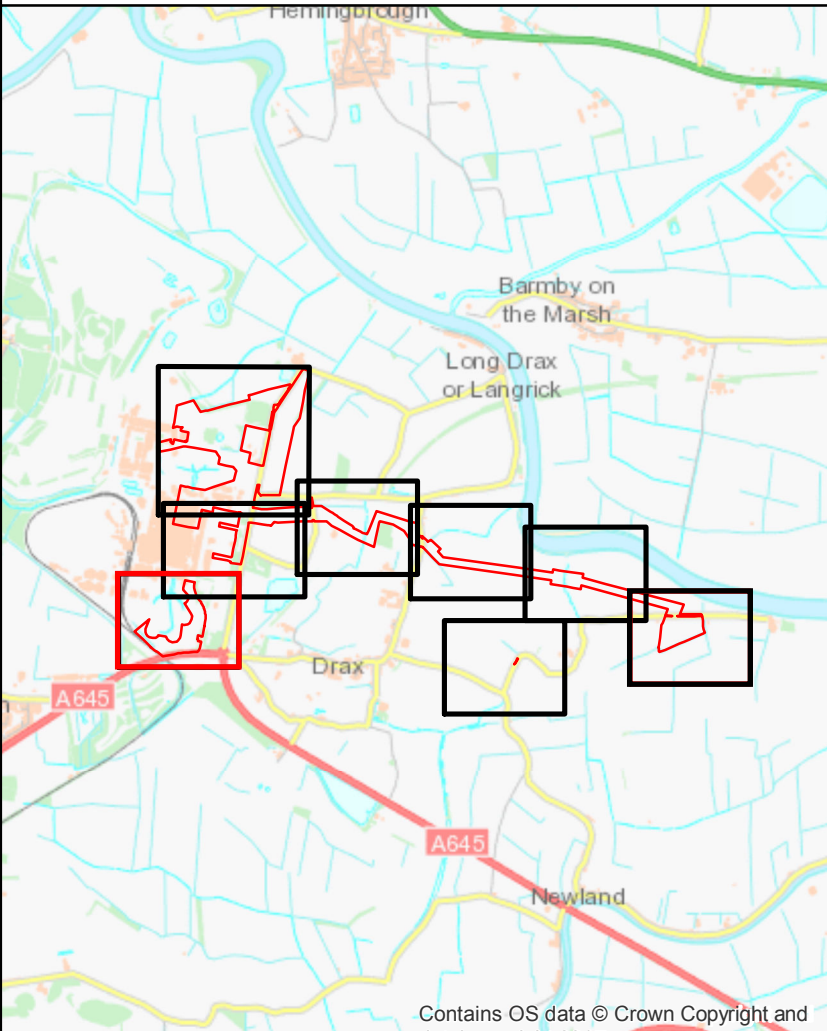 Hemingbrough
Barmby on
the Marsh
Long Drax
or Langrick
Drax
A645
A645
Newland
Contains OS data © Crown Copyright and